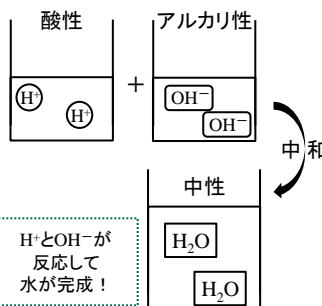 酸性
アルカリ性
H⁺
H⁺
+
OH⁻
OH⁻
中和
中性
H₂O
H₂O
H⁺とOH⁻が
反応して
水が完成！